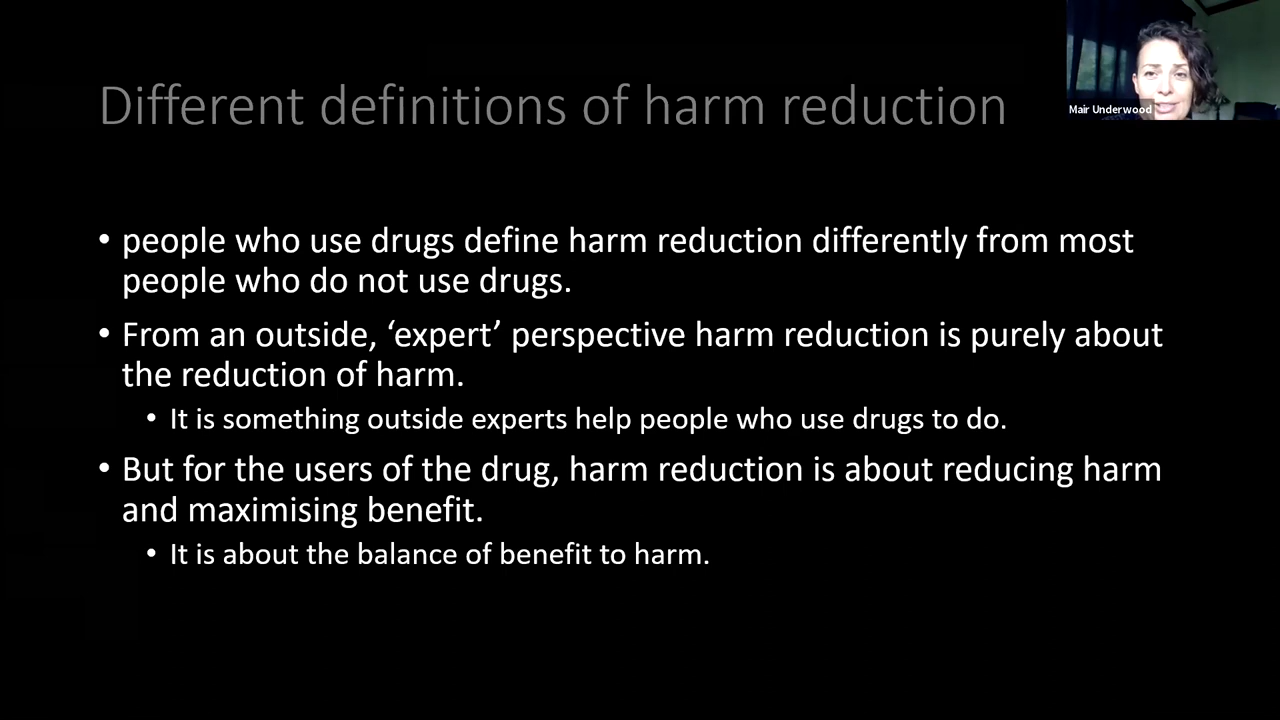 Different definitions of harm reduction
Mair Underwood
• people who use drugs define harm reduction differently from most
people who do not use drugs.
• From an outside, ‘expert’ perspective harm reduction is purely about
the reduction of harm.
• It is something outside experts help people who use drugs to do.
• But for the users of the drug, harm reduction is about reducing harm
and maximising benefit.
• It is about the balance of benefit to harm.